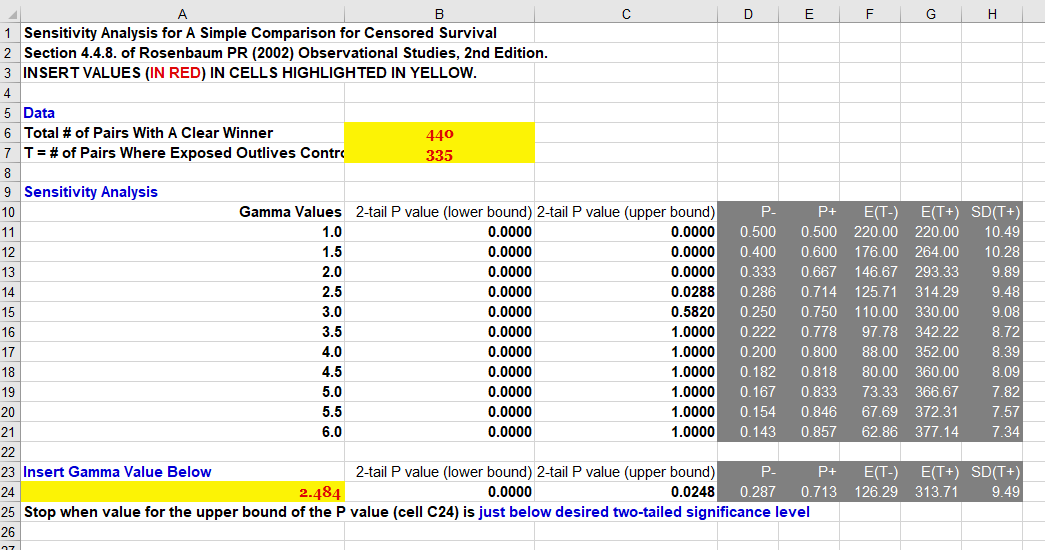 A B C D E F G H
1 Sensitivity Analysis for A Simple Comparison for Censored Survival
2 Section 4.4.8. of Rosenbaum PR (2002) Observational Studies, 2nd Edition.
3 INSERT VALUES (IN RED) IN CELLS HIGHLIGHTED IN YELLOW.
4
5 Data
6 Total # of Pairs With A Clear Winner 440
7 T = # of Pairs Where Exposed Outlives Contro 335
8
9 Sensitivity Analysis
10 Gamma Values 2-tail P value (lower bound) 2-tail P value (upper bound) P- P+ E(T-) E(T+) SD(T+)
11 1.0 0.0000 0.0000 0.500 0.500 220.00 220.00 10.49
12 1.5 0.0000 0.0000 0.400 0.600 176.00 264.00 10.28
13 2.0 0.0000 0.0000 0.333 0.667 146.67 293.33 9.89
14 2.5 0.0000 0.0288 0.286 0.714 125.71 314.29 9.48
15 3.0 0.0000 0.5820 0.250 0.750 110.00 330.00 9.08
16 3.5 0.0000 1.0000 0.222 0.778 97.78 342.22 8.72
17 4.0 0.0000 1.0000 0.200 0.800 88.00 352.00 8.39
18 4.5 0.0000 1.0000 0.182 0.818 80.00 360.00 8.09
19 5.0 0.0000 1.0000 0.167 0.833 73.33 366.67 7.82
20 5.5 0.0000 1.0000 0.154 0.846 67.69 372.31 7.57
21 6.0 0.0000 1.0000 0.143 0.857 62.86 377.14 7.34
22
23 Insert Gamma Value Below 2-tail P value (lower bound) 2-tail P value (upper bound) P- P+ E(T-) E(T+) SD(T+)
24 2.484 0.0000 0.0248 0.287 0.713 126.29 313.71 9.49
25 Stop when value for the upper bound of the P value (cell C24) is just below desired two-tailed significance level
26
27